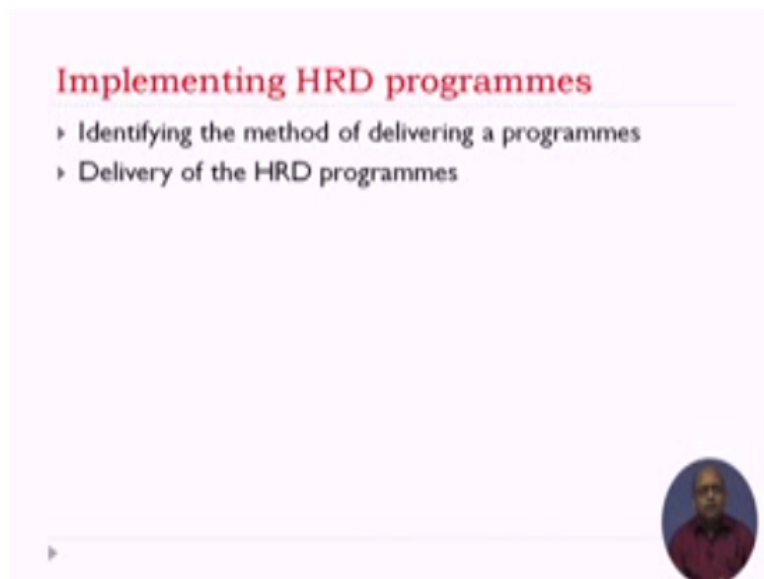 Implementing HRD programmes
Identifying the method of delivering a programmes
Delivery of the HRD programmes